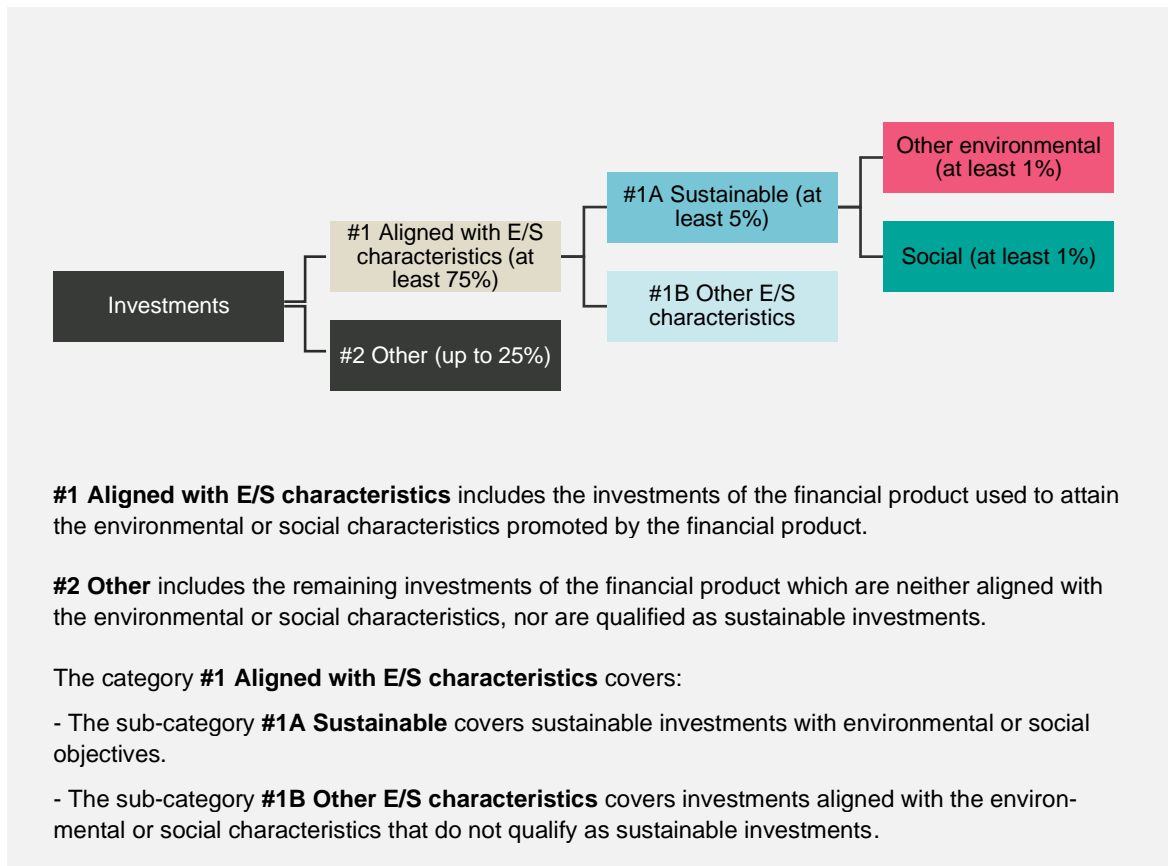 Investments
#1 Aligned with E/S
characteristics (at
least 75%)
#2 Other (up to 25%)
#1A Sustainable (at
least 5%)
#1B Other E/S
characteristics
Other environmental
(at least 1%)
Social (at least 1%)
#1 Aligned with E/S characteristics includes the investments of the financial product used to attain
the environmental or social characteristics promoted by the financial product.
#2 Other includes the remaining investments of the financial product which are neither aligned with
the environmental or social characteristics, nor are qualified as sustainable investments.
The category #1 Aligned with E/S characteristics covers:
- The sub-category #1A Sustainable covers sustainable investments with environmental or social
objectives.
- The sub-category #1B Other E/S characteristics covers investments aligned with the environ-
mental or social characteristics that do not qualify as sustainable investments.